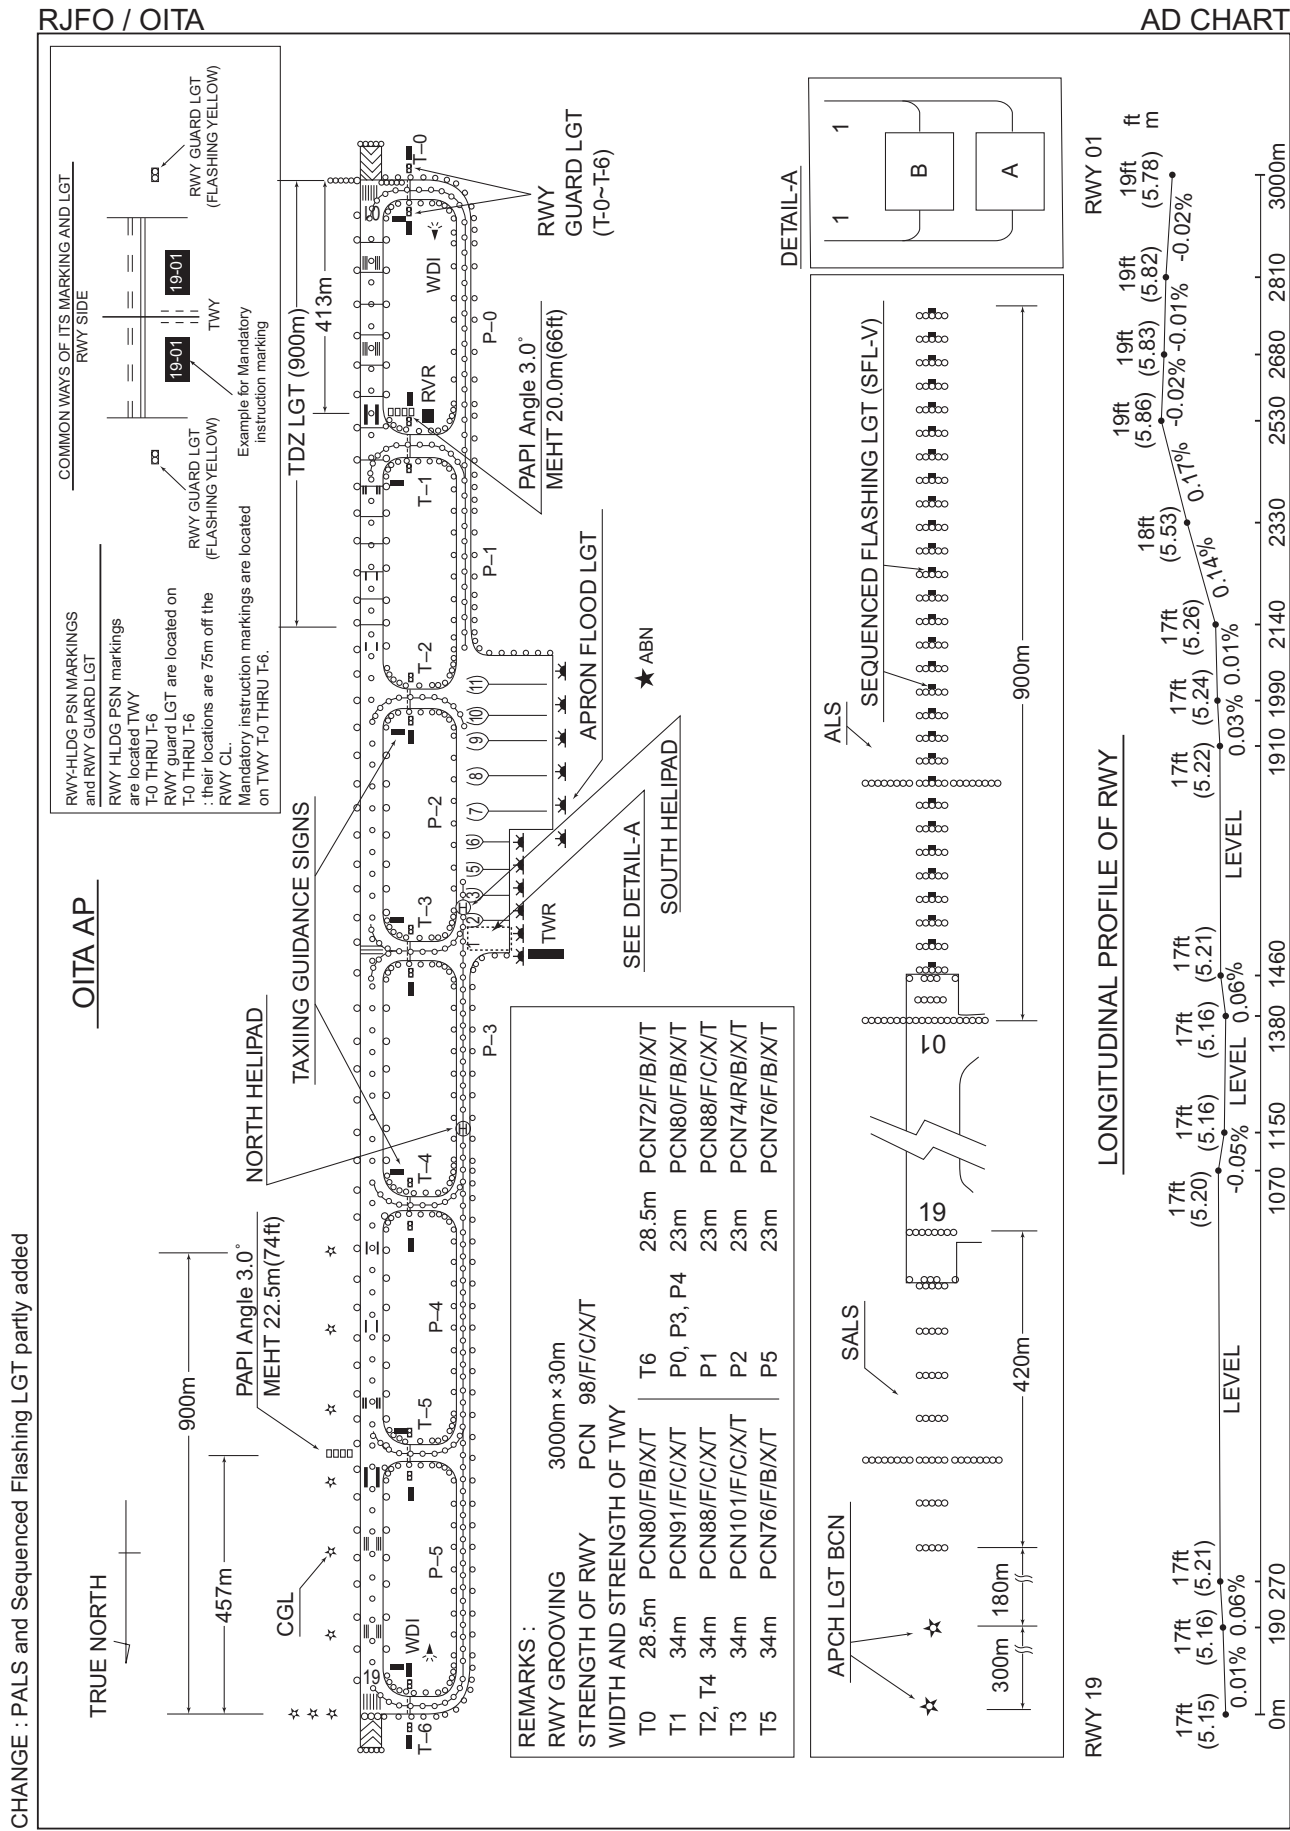 RJFO / OITA
AD CHART
CHANGE : PALS and Sequenced Flashing LGT partly added
OITA AP
TRUE NORTH
RWY-HLDG PSN MARKINGS
and RWY GUARD LGT
RWY HLDG PSN markings
are located TWY
T-0 THRU T-6
RWY guard LGT are located on
T-0 THRU T-6
: their locations are 75m off the
RWY CL.
Mandatory instruction markings are located
on TWY T-0 THRU T-6.
COMMON WAYS OF ITS MARKING AND LGT
RWY SIDE
RWY GUARD LGT
(FLASHING YELLOW)
RWY GUARD LGT
(FLASHING YELLOW)
19-01
19-01
TWY
Example for Mandatory
instruction marking
900m
457m
PAPI Angle 3.0°
MEHT 22.5m(74ft)
CGL
NORTH HELIPAD
TAXIING GUIDANCE SIGNS
TDZ LGT (900m)
413m
19
01
T-6
T-5
T-4
T-3
T-2
T-1
T-0
WDI
WDI
RVR
P-5
P-4
P-3
P-2
P-1
P-0
1
2
3
5
6
7
8
9
10
11
H
H
TWR
RWY
GUARD LGT
(T-0~T-6)
PAPI Angle 3.0°
MEHT 20.0m(66ft)
APRON FLOOD LGT
ABN
SEE DETAIL-A
SOUTH HELIPAD
REMARKS :
RWY GROOVING 3000m×30m
STRENGTH OF RWY PCN 98/F/C/X/T
WIDTH AND STRENGTH OF TWY
T0 28.5m PCN80/F/B/X/T T6 28.5m PCN72/F/B/X/T
T1 34m PCN91/F/C/X/T P0, P3, P4 23m PCN80/F/B/X/T
T2, T4 34m PCN88/F/C/X/T P1 23m PCN88/F/C/X/T
T3 34m PCN101/F/C/X/T P2 23m PCN74/R/B/X/T
T5 34m PCN76/F/B/X/T P5 23m PCN76/F/B/X/T
DETAIL-A
1
1
B
A
APCH LGT BCN
SALS
ALS
SEQUENCED FLASHING LGT (SFL-V)
19
01
300m
180m
420m
900m
LONGITUDINAL PROFILE OF RWY
RWY 19
RWY 01
17ft
(5.15)
17ft
(5.16)
17ft
(5.21)
17ft
(5.20)
17ft
(5.16)
17ft
(5.16)
17ft
(5.21)
17ft
(5.22)
17ft
(5.24)
17ft
(5.26)
18ft
(5.53)
19ft
(5.86)
19ft
(5.83)
19ft
(5.82)
19ft
(5.78)
ft
m
0.01% 0.06% LEVEL -0.05% LEVEL 0.06% LEVEL 0.03% 0.01% 0.14% 0.17% -0.02% -0.01% -0.02%
0m 190 270 1070 1150 1380 1460 1910 1990 2140 2330 2530 2680 2810 3000m